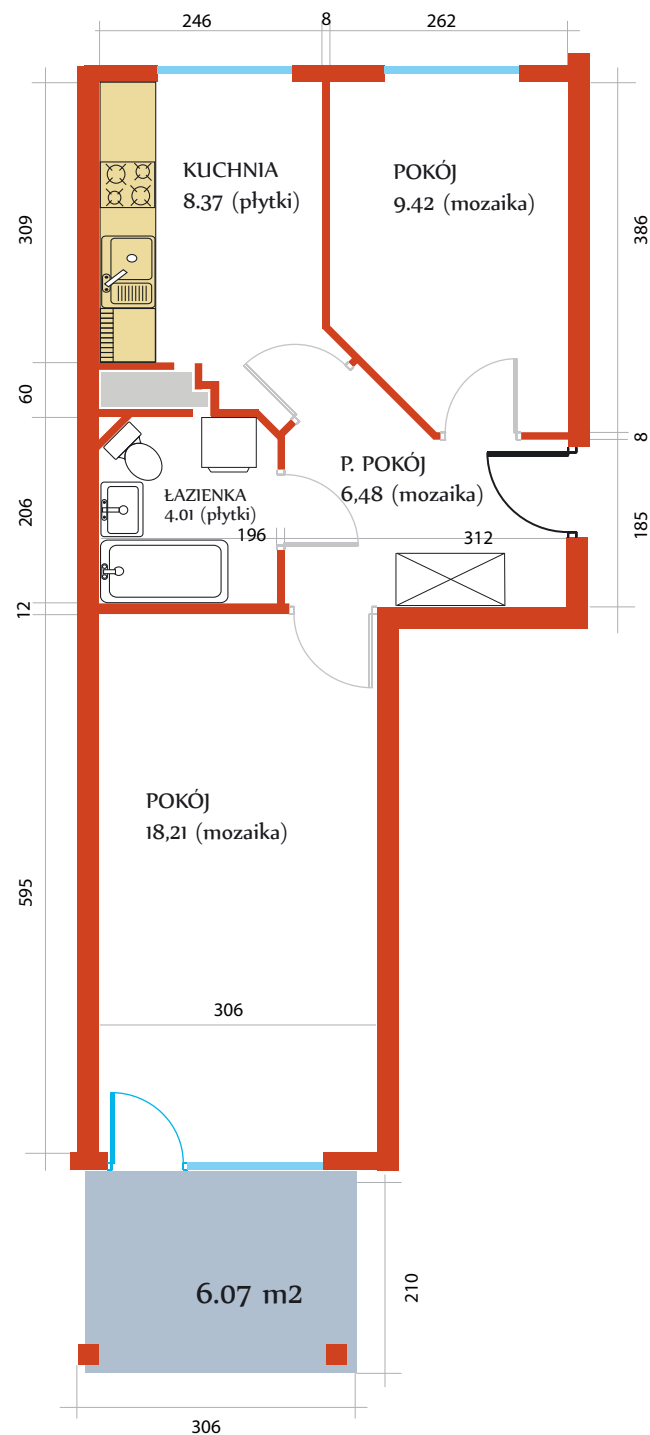 246
8
262
KUCHNIA
8.37 (płytki)
POKÓJ
9.42 (mozaika)
309
386
60
8
P. POKÓJ
6,48 (mozaika)
ŁAZIENKA
4.01 (płytki)
206
185
196
312
12
POKÓJ
18,21 (mozaika)
595
306
6.07 m2
210
306